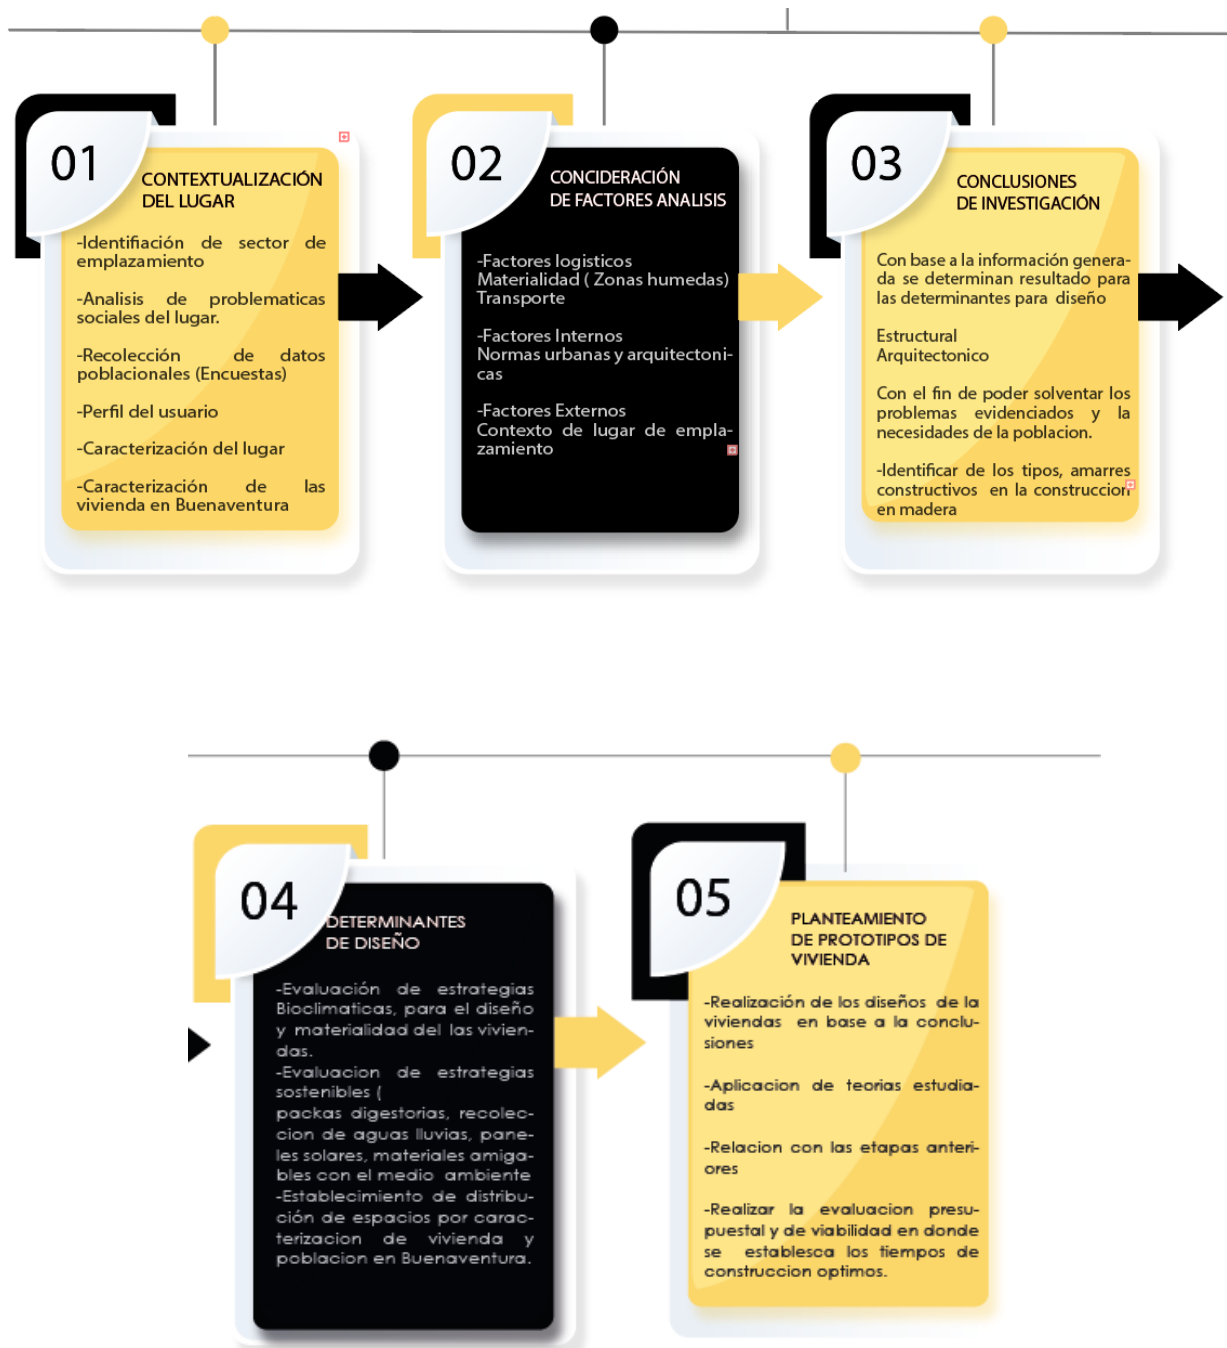 01
CONTEXTUALIZACIÓN
DEL LUGAR
-Identifiación de sector de
emplazamiento
-Analisis de problematicas
sociales del lugar.
-Recolección de datos
poblacionales (Encuestas)
-Perfil del usuario
-Caracterización del lugar
-Caracterización de las
vivienda en Buenaventura
02
CONCIDERACIÓN
DE FACTORES ANALISIS
-Factores logisticos
Materialidad ( Zonas humedas)
Transporte
-Factores Internos
Normas urbanas y arquitectoni-
cas
-Factores Externos
Contexto de lugar de empla-
zamiento
03
CONCLUSIONES
DE INVESTIGACIÓN
Con base a la información genera-
da se determinan resultado para
las determinantes para diseño
Estructural
Arquitectonico
Con el fin de poder solventar los
problemas evidenciados y la
necesidades de la poblacion.
-Identificar de los tipos, amarres
constructivos en la construccion
en madera
04
DETERMINANTES
DE DISEÑO
-Evaluación de estrategias
Bioclimaticas, para el diseño
y materialidad del las vivien-
das.
-Evaluacion de estrategias
sostenibles (
packas digestorias, recolec-
cion de aguas lluvias, pane-
les solares, materiales amiga-
bles con el medio ambiente
-Establecimiento de distribu-
ción de espacios por carac-
terizacion de vivienda y
poblacion en Buenaventura.
05
PLANTEAMIENTO
DE PROTOTIPOS DE
VIVIENDA
-Realización de los diseños de la
viviendas en base a la conclu-
siones
-Aplicacion de teorias estudia-
das
-Relacion con las etapas anteri-
ores
-Realizar la evaluacion presu-
puestal y de viabilidad en donde
se establesca los tiempos de
construccion optimos.